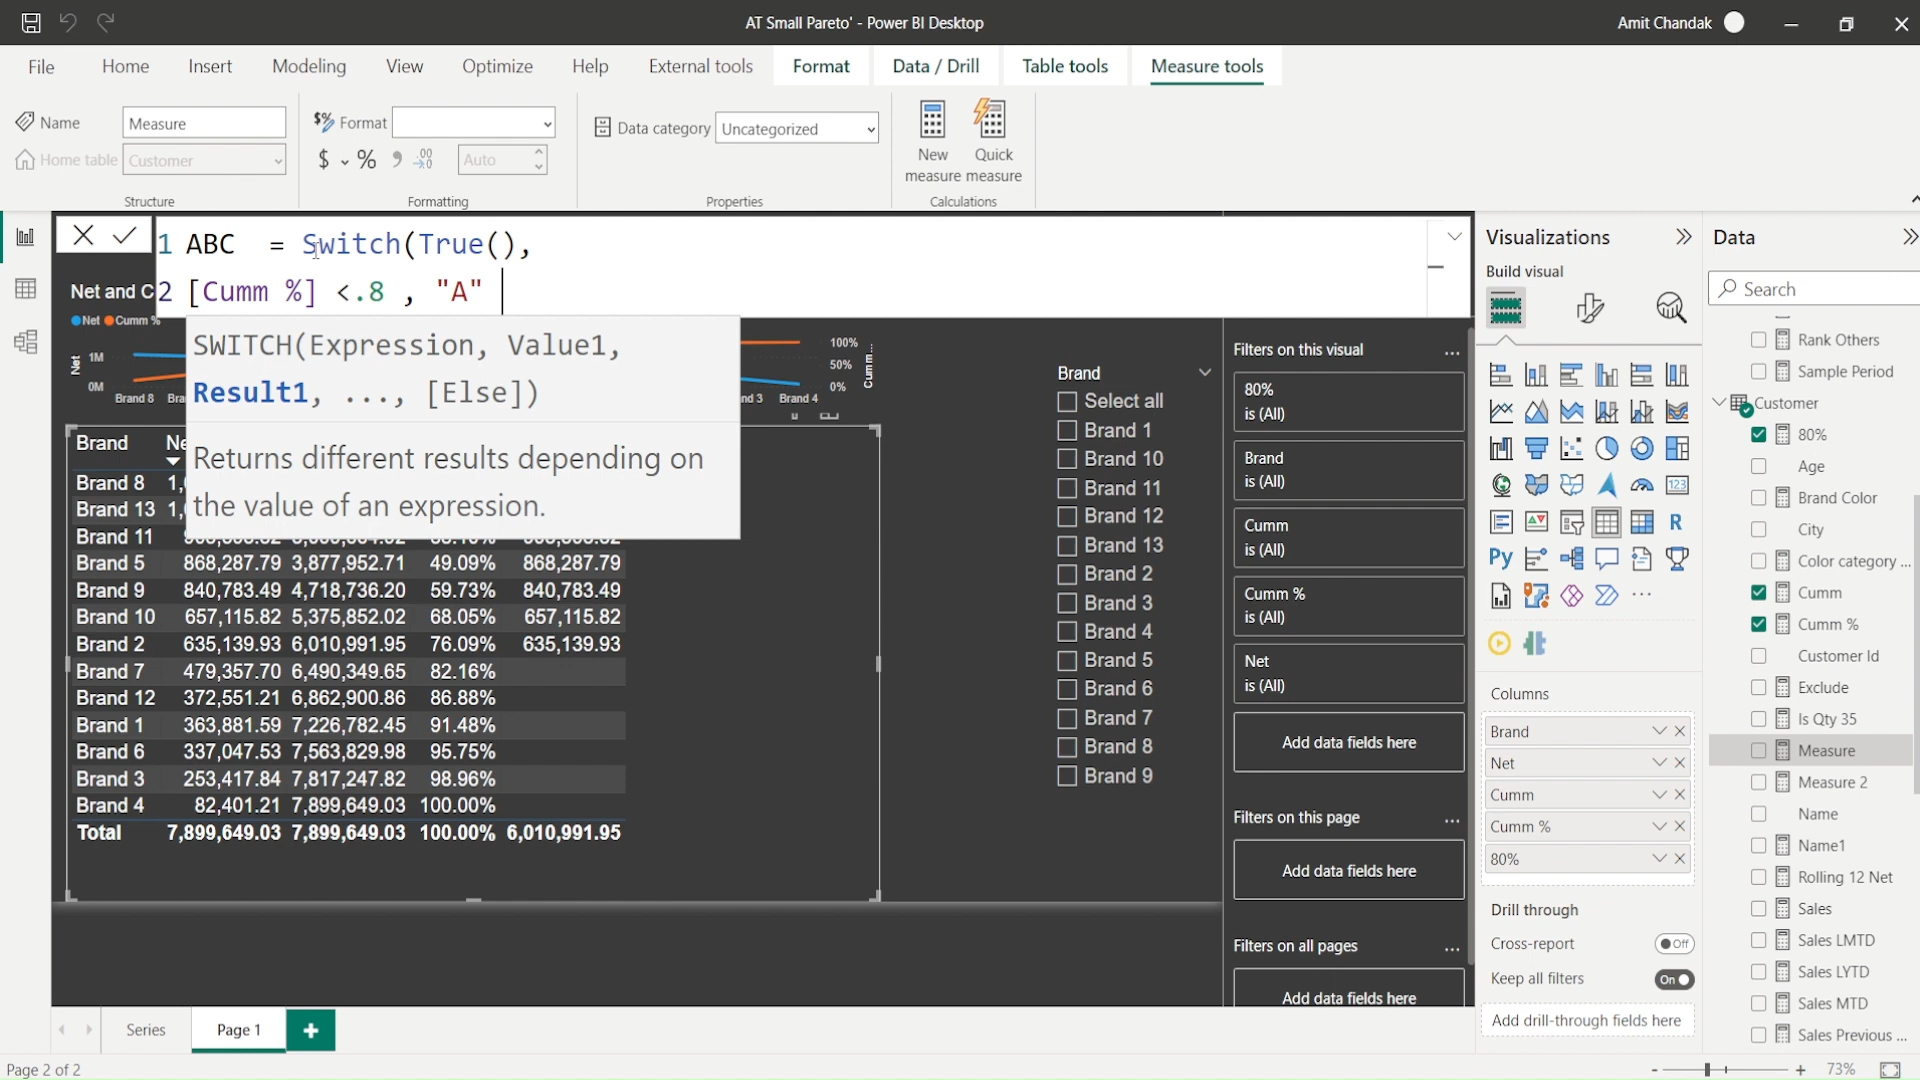 AT Small Pareto' - Power BI Desktop
Amit Chandak
File Home Insert Modeling View Optimize Help External tools Format Data / Drill Table tools Measure tools
Name Measure
Home table Customer
Structure
Format
$ % 9 .00
Auto
Formatting
Data category Uncategorized
Properties
New measure
Quick measure
Calculations
1 ABC = Switch(True(),
2 [Cumm %] <.8 , "A"
SWITCH(Expression, Value1,
Result1, ..., [Else])
Returns different results depending on
the value of an expression.
Net and C
Net Cumm %
Net
1M
0M
Brand 8
nd 3 Brand 4
100%
50%
0%
Cumm...
Brand
Brand 8
Brand 13
Brand 11
Brand 5 868,287.79 3,877,952.71 49.09% 868,287.79
Brand 9 840,783.49 4,718,736.20 59.73% 840,783.49
Brand 10 657,115.82 5,375,852.02 68.05% 657,115.82
Brand 2 635,139.93 6,010,991.95 76.09% 635,139.93
Brand 7 479,357.70 6,490,349.65 82.16%
Brand 12 372,551.21 6,862,900.86 86.88%
Brand 1 363,881.59 7,226,782.45 91.48%
Brand 6 337,047.53 7,563,829.98 95.75%
Brand 3 253,417.84 7,817,247.82 98.96%
Brand 4 82,401.21 7,899,649.03 100.00%
Total 7,899,649.03 7,899,649.03 100.00% 6,010,991.95
Brand
Select all
Brand 1
Brand 10
Brand 11
Brand 12
Brand 13
Brand 2
Brand 3
Brand 4
Brand 5
Brand 6
Brand 7
Brand 8
Brand 9
Filters on this visual ...
80%
is (All)
Brand
is (All)
Cumm
is (All)
Cumm %
is (All)
Net
is (All)
Add data fields here
Filters on this page ...
Add data fields here
Filters on all pages ...
Add data fields here
Visualizations
Build visual
123
R
Py
...
Columns
Brand
Net
Cumm
Cumm %
80%
Drill through
Cross-report Off
Keep all filters On
Add drill-through fields here
Data
Search
Rank Others
Sample Period
Customer
80%
Age
Brand Color
City
Color category ...
Cumm
Cumm %
Customer Id
Exclude
Is Qty 35
Measure
Measure 2
Name
Name1
Rolling 12 Net
Sales
Sales LMTD
Sales LYTD
Sales MTD
Sales Previous ...
Series Page 1 +
Page 2 of 2
- + 73%